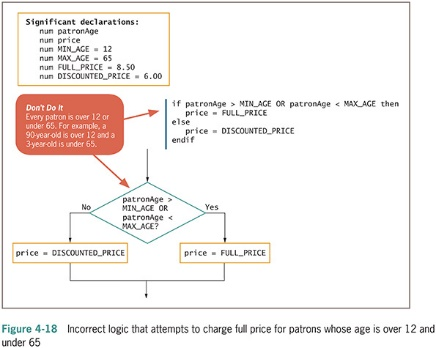 Significant declarations:
num patronAge
num price
num MIN_AGE = 12
num MAX_AGE = 65
num FULL_PRICE = 8.50
num DISCOUNTED_PRICE = 6.00
Don't Do It
Every patron is over 12 or
under 65. For example, a
90-year-old is over 12 and a
3-year-old is under 65.
if patronAge > MIN_AGE OR patronAge < MAX_AGE then
price = FULL_PRICE
else
price = DISCOUNTED_PRICE
endif
No
patronAge >
MIN_AGE OR
patronAge <
MAX_AGE?
Yes
price = DISCOUNTED_PRICE
price = FULL_PRICE
Figure 4-18 Incorrect logic that attempts to charge full price for patrons whose age is over 12 and
under 65